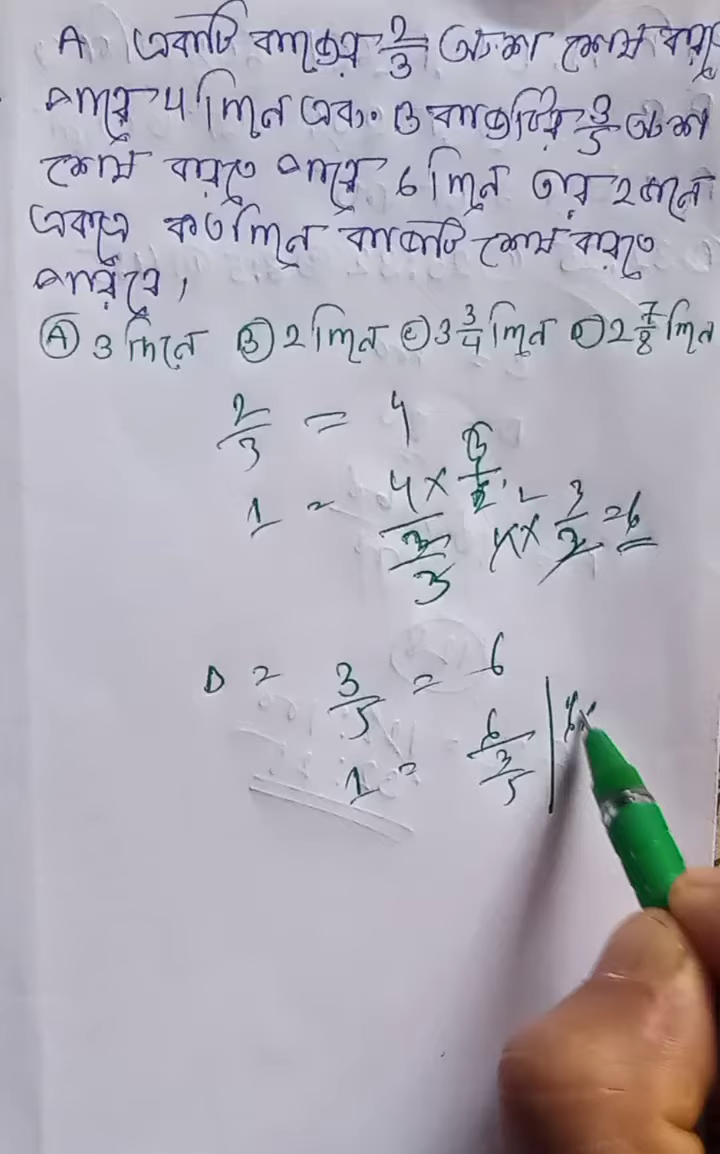 A একটি কাজের 2/3 অংশ শেষ করতে
পারে 4 দিনে এবং B কাজটির 3/5 অংশ
শেষ করতে পারে 6 দিনে তারা 2 জনে
একত্রে কতদিনে কাজটি শেষ করতে
পারবে।
Ⓐ 3 দিনে Ⓑ 2 দিনে Ⓒ 3 3/4 দিনে Ⓓ 2 7/8 দিনে
2/3 = 4
1 = 4 × 3/2 = 6
= 3/5 = 6
1 = 6 / 3/5